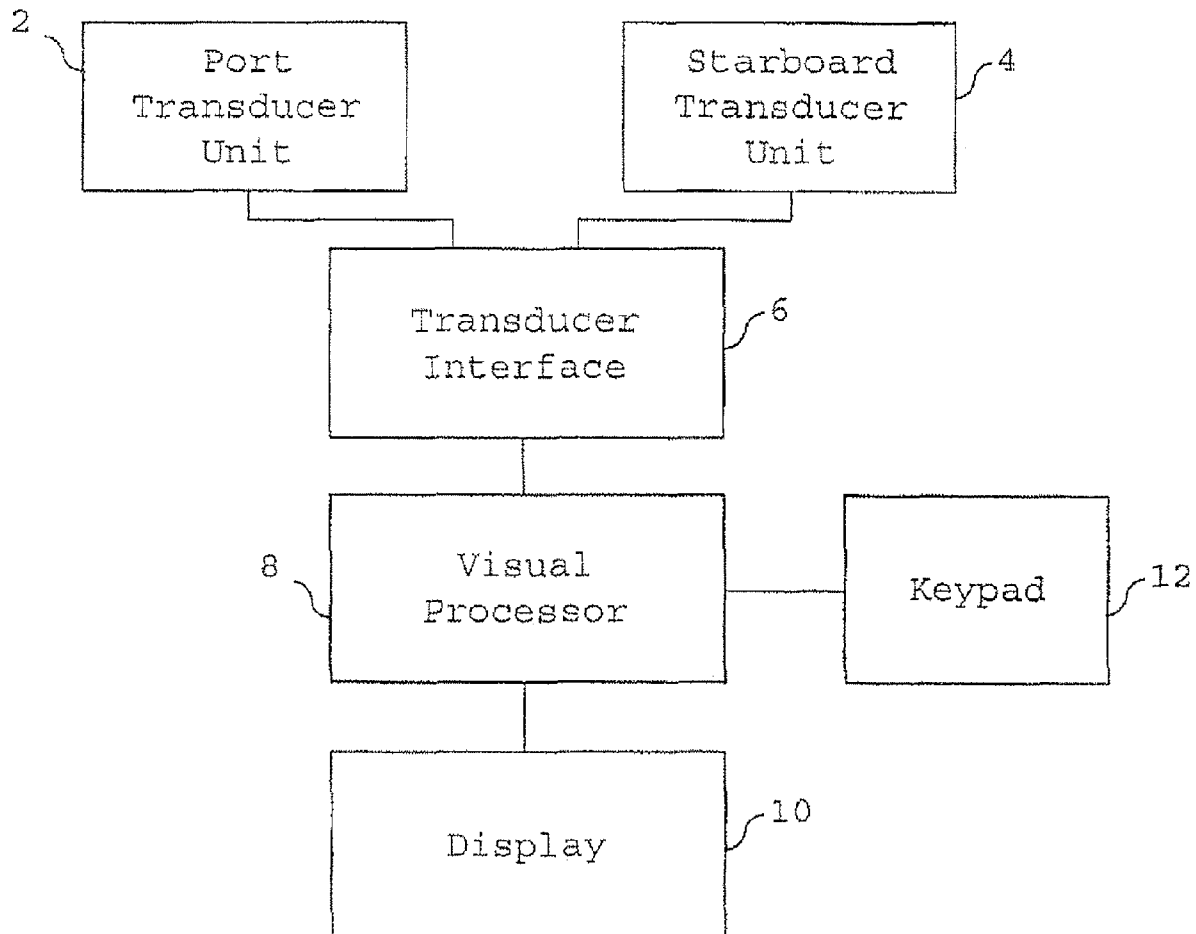 2
Port
Transducer
Unit
Starboard
Transducer
Unit
4
Transducer
Interface
6
8
Visual
Processor
Keypad
12
Display
10